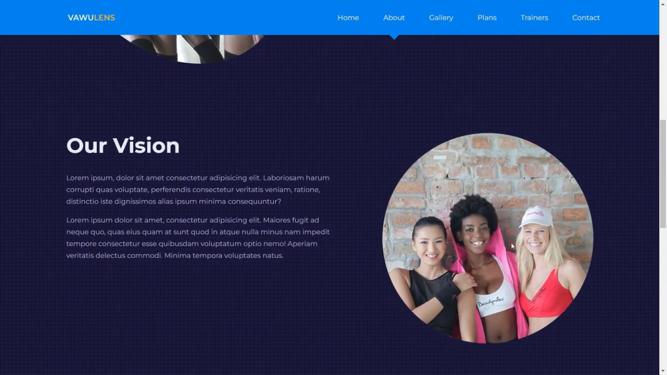 VAWULENS
Home About Gallery Plans Trainers Contact
Our Vision
Lorem ipsum, dolor sit amet consectetur adipisicing elit. Laboriosam harum
corrupti quas voluptate, perferendis consectetur veritatis veniam, ratione,
distinctio iste dignissimos alias ipsum minima consequuntur?
Lorem ipsum dolor sit amet, consectetur adipisicing elit. Maiores fugit ad
neque quo, quas eius quam at sunt quod in atque nulla minus nam impedit
tempore consectetur esse quibusdam voluptatum optio nemo! Aperiam
veritatis delectus commodi. Minima tempora voluptates natus.